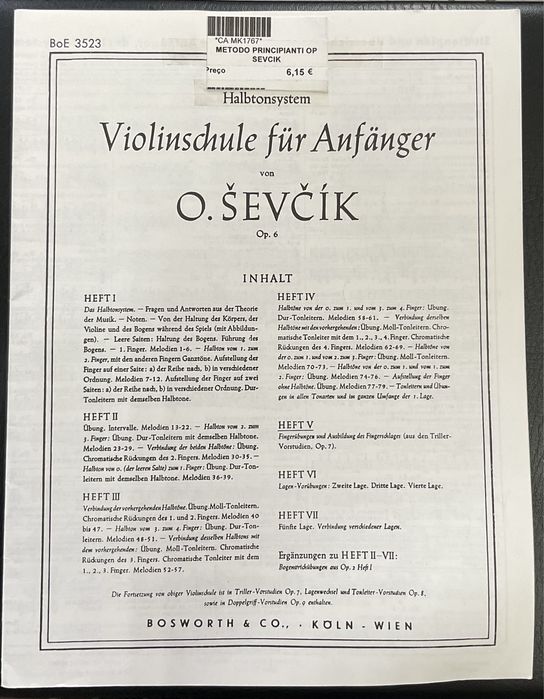 BoE 3523
"CA MK1767"
METODO PRINCIPIANTI OP
SEVCIK
Preço 6,15 €
Halbtonsystem
Violinschule für Anfänger
von
O. ŠEVČÍK
Op. 6
INHALT
HEFT I
Das Halbtonsystem. – Fragen und Antworten aus der Theorie
der Musik. – Noten. – Von der Haltung des Körpers, der
Violine und des Bogens während des Spiels (mit Abbildun-
gen). – Leere Saiten: Haltung des Bogens. Führung des
Bogens. – 1. Finger. Melodien 1-6. – Halbton vom 1. zum
2. Finger, mit den anderen Fingern Ganztöne. Aufstellung der
Finger auf einer Saite: a) der Reihe nach, b) in verschiedener
Ordnung. Melodien 7-12. Aufstellung der Finger auf zwei
Saiten: a) der Reihe nach, b) in verschiedener Ordnung. Dur-
Tonleitern mit demselben Halbtone.
HEFT II
Übung. Intervalle. Melodien 13-22. – Halbton vom 2. zum
3. Finger: Übung. Dur-Tonleitern mit demselben Halbtone.
Melodien 23-29. – Verbindung der beiden Halbtöne: Übung.
Chromatische Rückungen des 2. Fingers. Melodien 30-35. –
Halbton von 0. (der leeren Saite) zum 1. Finger: Übung. Dur-Ton-
leitern mit demselben Halbtone. Melodien 36-39.
HEFT III
Verbindung der vorhergehenden Halbtöne. Übung. Moll-Tonleitern.
Chromatische Rückungen des 1. und 2. Fingers. Melodien 40
bis 47. – Halbton vom 3. zum 4. Finger: Übung. Dur-Ton-
leitern. Melodien 48-51. – Verbindung desselben Halbtons mit
dem vorhergehenden: Übung. Moll-Tonleitern. Chromatische
Rückungen des 3. Fingers. Chromatische Tonleiter mit dem
1., 2., 3. Finger. Melodien 52-57.
HEFT IV
Halbtöne von der 0. zum 1. und vom 3. zum 4. Finger: Übung.
Dur-Tonleitern. Melodien 58-61. – Verbindung derselben
Halbtöne mit den vorhergehenden: Übung. Moll-Tonleitern. Chro-
matische Tonleiter mit dem 1., 2., 3., 4. Finger. Chromatische
Rückungen des 4. Fingers. Melodien 62-69. – Halbtöne von
der 0. zum 1. und vom 2. zum 3. Finger: Übung. Moll-Tonleitern.
Melodien 70-73. – Halbtöne von der 0. zum 1. und vom 1. zum
2. Finger: Übung. Melodien 74-76. – Aufstellung der Finger
ohne Halbtöne. Übung. Melodien 77-79. – Tonleitern und Übun-
gen in allen Tonarten und im ganzen Umfange der 1. Lage.
HEFT V
Fingerübungen und Ausbildung des Fingerschlages (aus den Triller-
Vorstudien, Op. 7).
HEFT VI
Lagen-Vorübungen: Zweite Lage. Dritte Lage. Vierte Lage.
HEFT VII
Fünfte Lage. Verbindung verschiedener Lagen.
Ergänzungen zu HEFT II-VII:
Bogenstrichübungen aus Op. 2 Heft I
Die Fortsetzung von obiger Violinschule ist in Triller-Vorstudien Op. 7, Lagenwechsel und Tonleiter-Vorstudien Op. 8,
sowie in Doppelgriff-Vorstudien Op. 9 enthalten.
BOSWORTH & CO., · KÖLN - WIEN